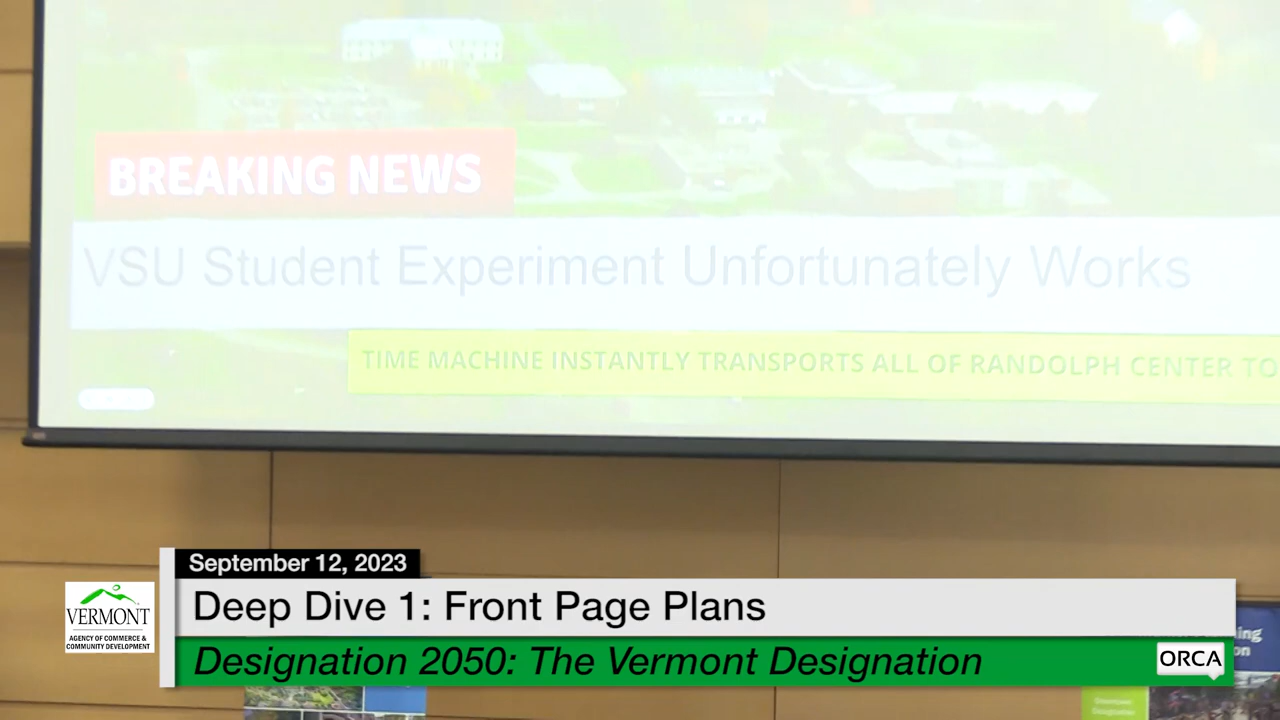 BREAKING NEWS
VSU Student Experiment Unfortunately Works
TIME MACHINE INSTANTLY TRANSPORTS ALL OF RANDOLPH CENTER TO
September 12, 2023
Deep Dive 1: Front Page Plans
Designation 2050: The Vermont Designation
VERMONT
AGENCY OF COMMERCE &
COMMUNITY DEVELOPMENT
ORCA